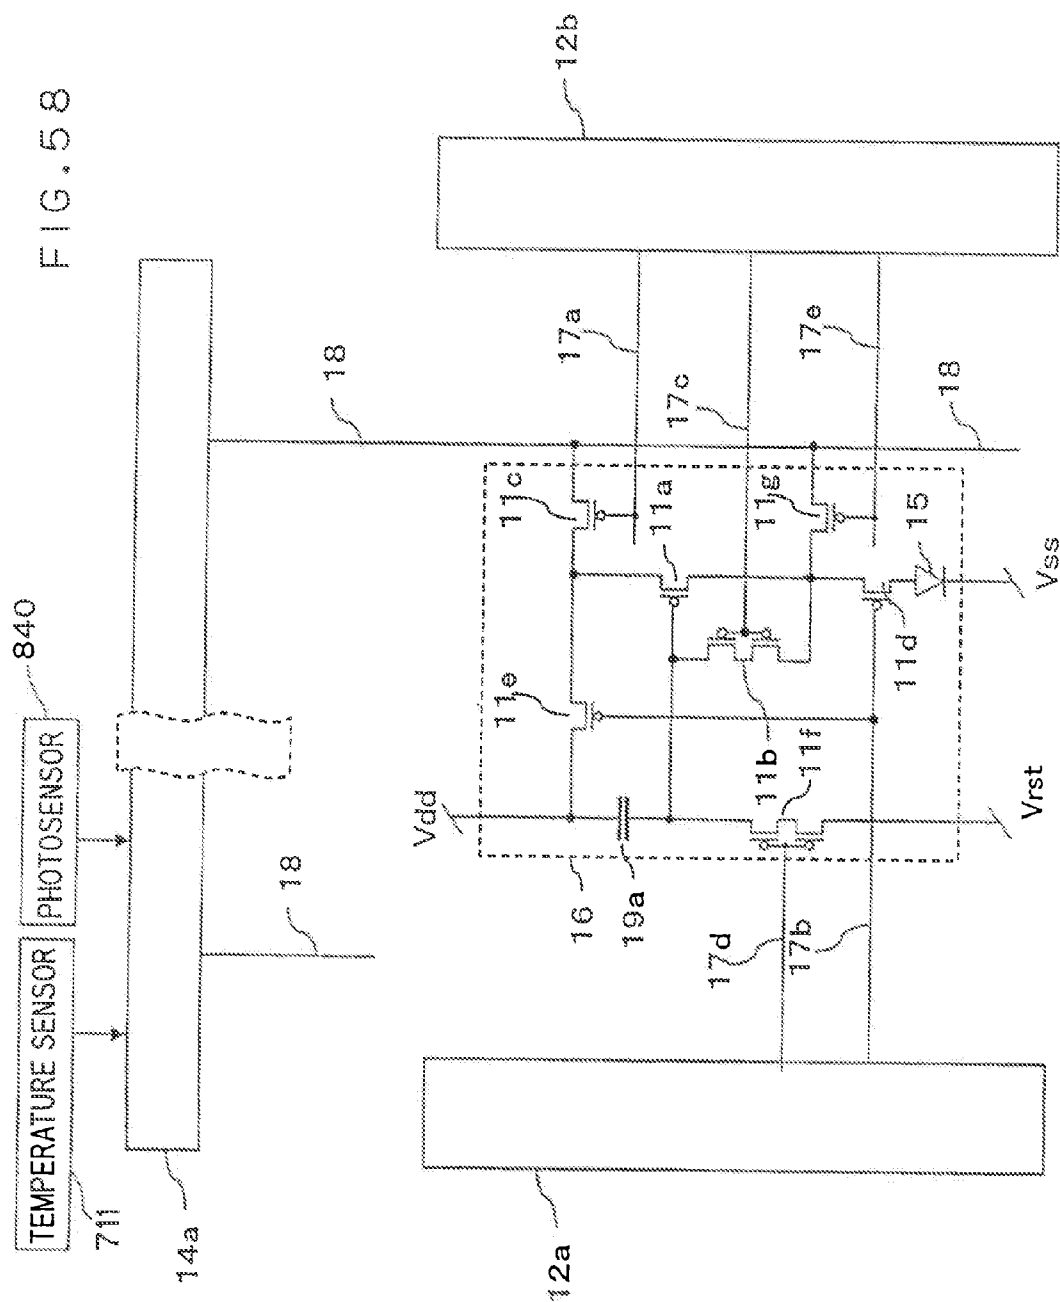 FIG.58
TEMPERATURE SENSOR
PHOTOSENSOR
711
840
14a
18
18
12a
12b
16
Vdd
19a
11e
11c
17a
11a
17c
11b
11g
17e
18
17d
11f
17b
11d
15
Vrst
Vss